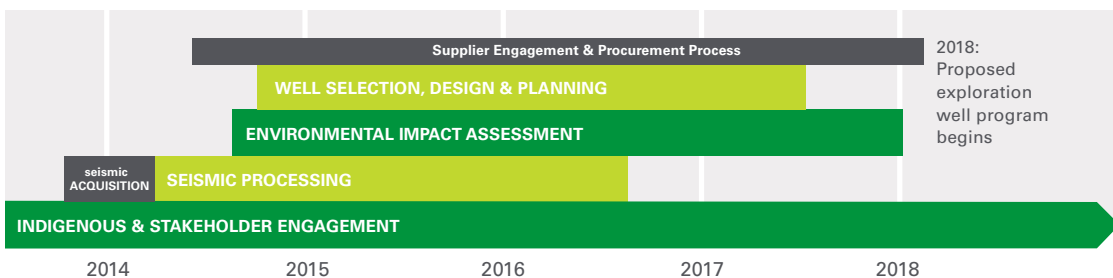 Supplier Engagement & Procurement Process
2018:
Proposed
exploration
well program
begins
WELL SELECTION, DESIGN & PLANNING
ENVIRONMENTAL IMPACT ASSESSMENT
seismic
ACQUISITION
SEISMIC PROCESSING
INDIGENOUS & STAKEHOLDER ENGAGEMENT
2014 2015 2016 2017 2018